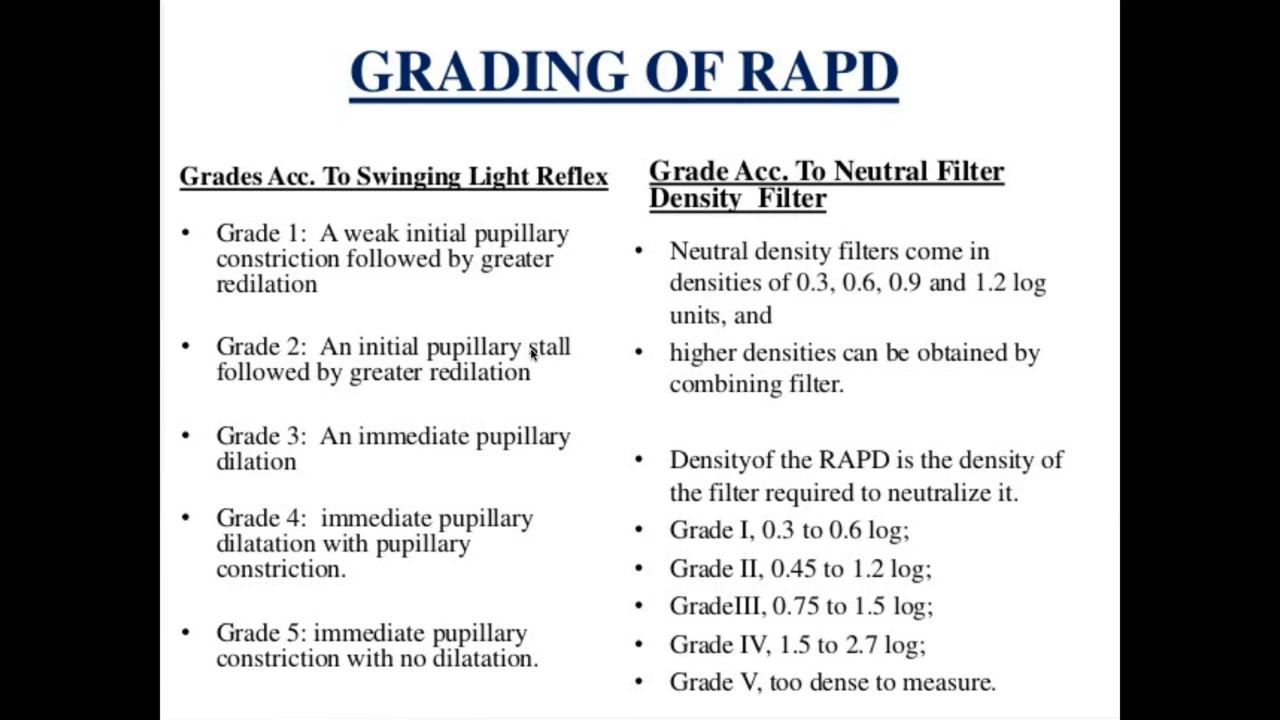 GRADING OF RAPD
Grades Acc. To Swinging Light Reflex
• Grade 1:  A weak initial pupillary
constriction followed by greater
redilation
• Grade 2:  An initial pupillary stall
followed by greater redilation
• Grade 3:  An immediate pupillary
dilation
• Grade 4:  immediate pupillary
dilatation with pupillary
constriction.
• Grade 5: immediate pupillary
constriction with no dilatation.
Grade Acc. To Neutral Filter
Density  Filter
• Neutral density filters come in
densities of 0.3, 0.6, 0.9 and 1.2 log
units, and
• higher densities can be obtained by
combining filter.
• Densityof the RAPD is the density of
the filter required to neutralize it.
• Grade I, 0.3 to 0.6 log;
• Grade II, 0.45 to 1.2 log;
• GradeIII, 0.75 to 1.5 log;
• Grade IV, 1.5 to 2.7 log;
• Grade V, too dense to measure.